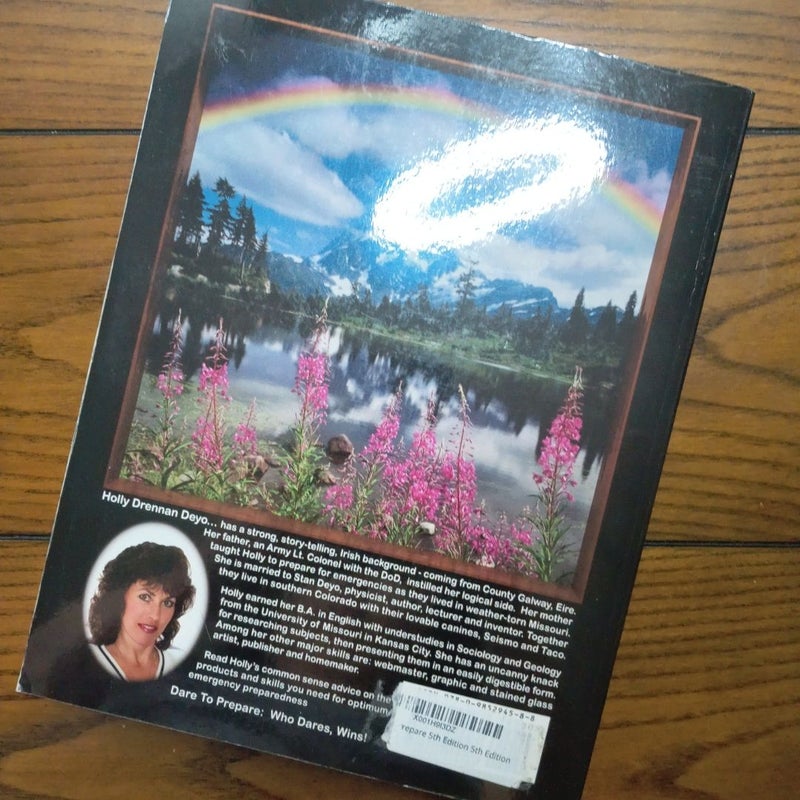 Holly Drennan Deyo... has a strong, story-telling, Irish background - coming from County Galway, Eire.
Her father, an Army Lt. Colonel with the DoD, instilled her logical side. Her mother
taught Holly to prepare for emergencies as they lived in weather-torn Missouri.
She is married to Stan Deyo, physicist, author, lecturer and inventor. Together
they live in southern Colorado with their lovable canines, Seismo and Taco.
Holly earned her B.A. in English with understudies in Sociology and Geology
from the University of Missouri in Kansas City. She has an uncanny knack
for researching subjects, then presenting them in an easily digestible form.
Among her other major skills are: webmaster, graphic and stained glass
artist, publisher and homemaker.
Read Holly's common sense advice on the
products and skills you need for optimum
emergency preparedness
Dare To Prepare: Who Dares, Wins!
-9852945-8-8
X001H9I3DZ
repare 5th Edition 5th Edition